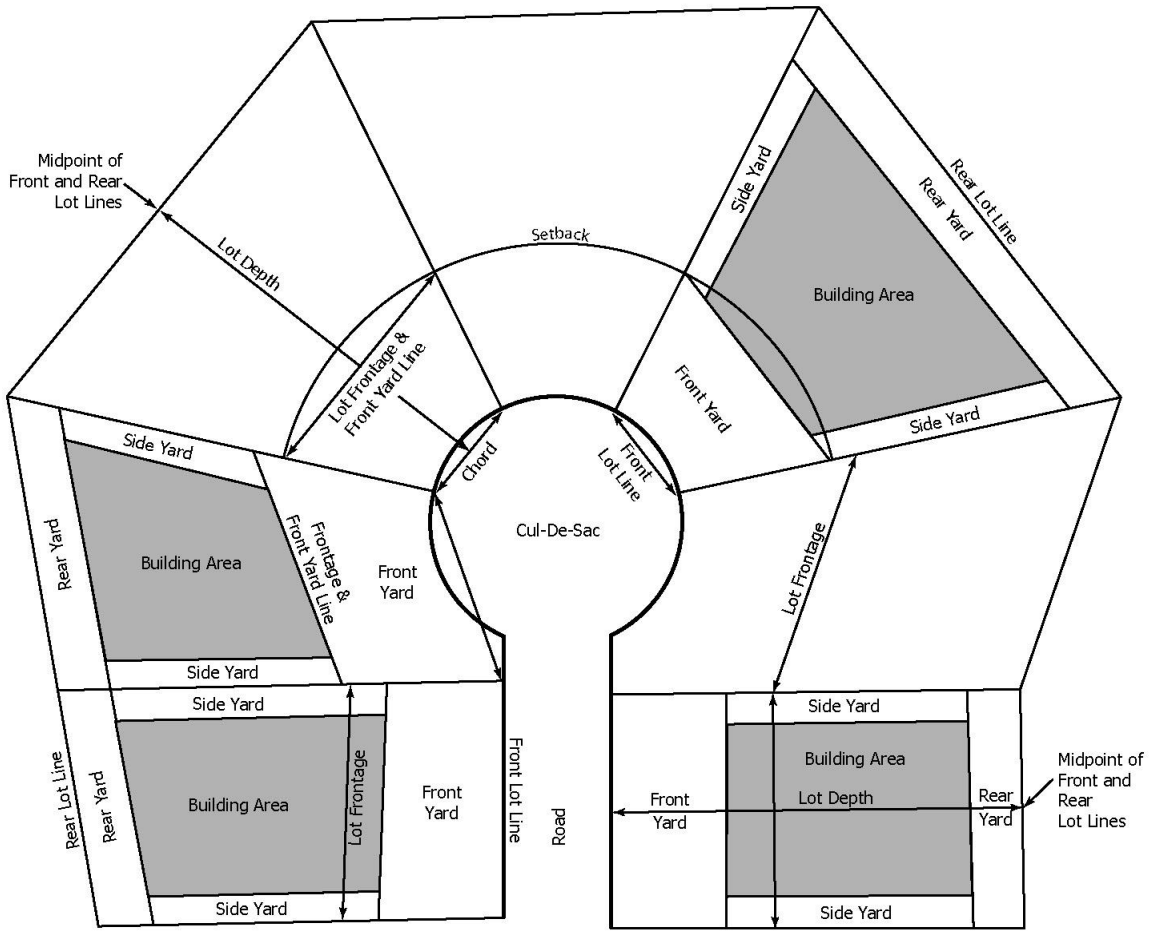 Midpoint of
Front and Rear
Lot Lines
Lot Depth
Setback
Side Yard
Rear Yard
Rear Lot Line
Building Area
Lot Frontage &
Front Yard Line
Chord
Front Yard
Front
Lot Line
Side Yard
Side Yard
Rear Yard
Building Area
Frontage &
Front Yard Line
Front
Yard
Cul-De-Sac
Lot Frontage
Side Yard
Side Yard
Rear Lot Line
Rear Yard
Building Area
Lot Frontage
Front
Yard
Front Lot Line
Side Yard
Road
Side Yard
Building Area
Front
Yard
Lot Depth
Rear
Yard
Midpoint of
Front and
Rear
Lot Lines
Side Yard